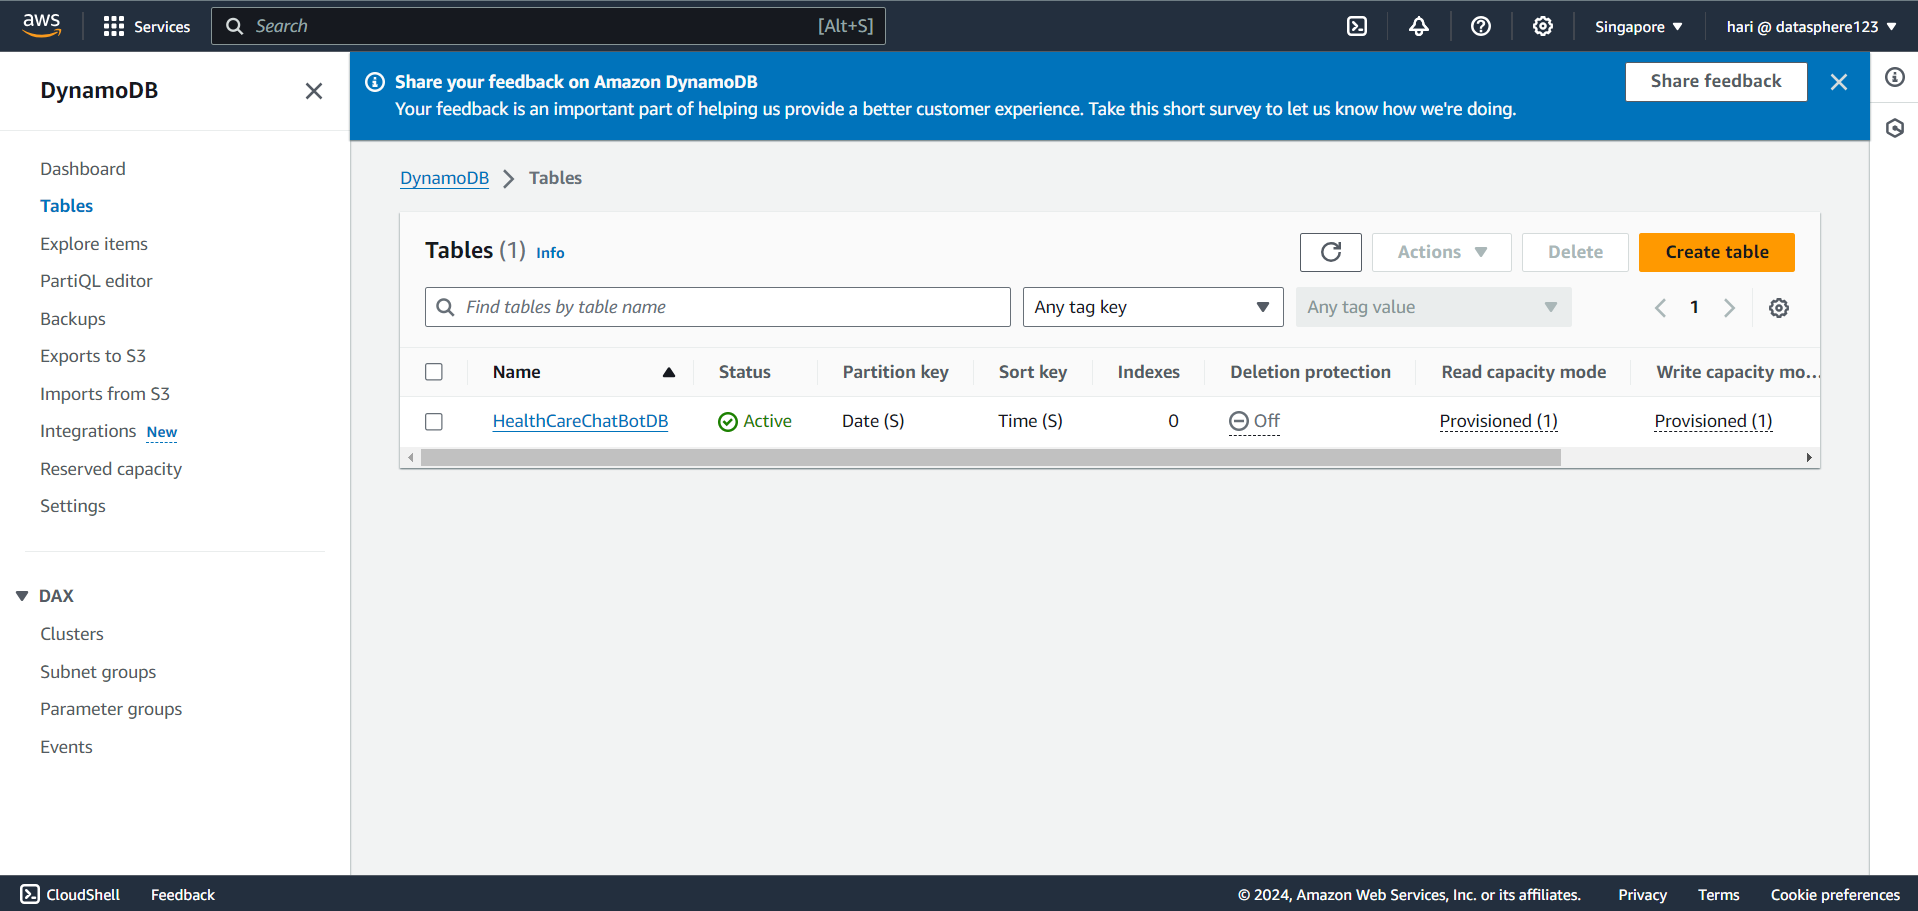 aws Services Search [Alt+S] Singapore hari @ datasphere123
DynamoDB
Dashboard
Tables
Explore items
PartiQL editor
Backups
Exports to S3
Imports from S3
Integrations New
Reserved capacity
Settings
DAX
Clusters
Subnet groups
Parameter groups
Events
Share your feedback on Amazon DynamoDB
Your feedback is an important part of helping us provide a better customer experience. Take this short survey to let us know how we're doing.
Share feedback
DynamoDB Tables
Tables (1) Info Actions Delete Create table
Find tables by table name Any tag key Any tag value 1
Name Status Partition key Sort key Indexes Deletion protection Read capacity mode Write capacity mo...
HealthCareChatBotDB Active Date (S) Time (S) 0 Off Provisioned (1) Provisioned (1)
CloudShell Feedback © 2024, Amazon Web Services, Inc. or its affiliates. Privacy Terms Cookie preferences